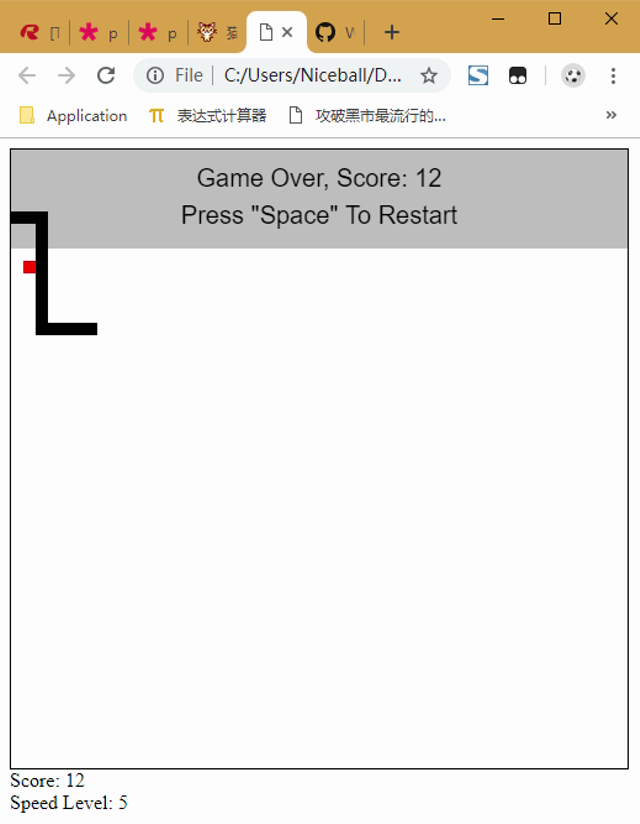 p
p
File
C:/Users/Niceball/D...
Application
表达式计算器
攻破黑市最流行的...
Game Over, Score: 12
Press "Space" To Restart
Score: 12
Speed Level: 5